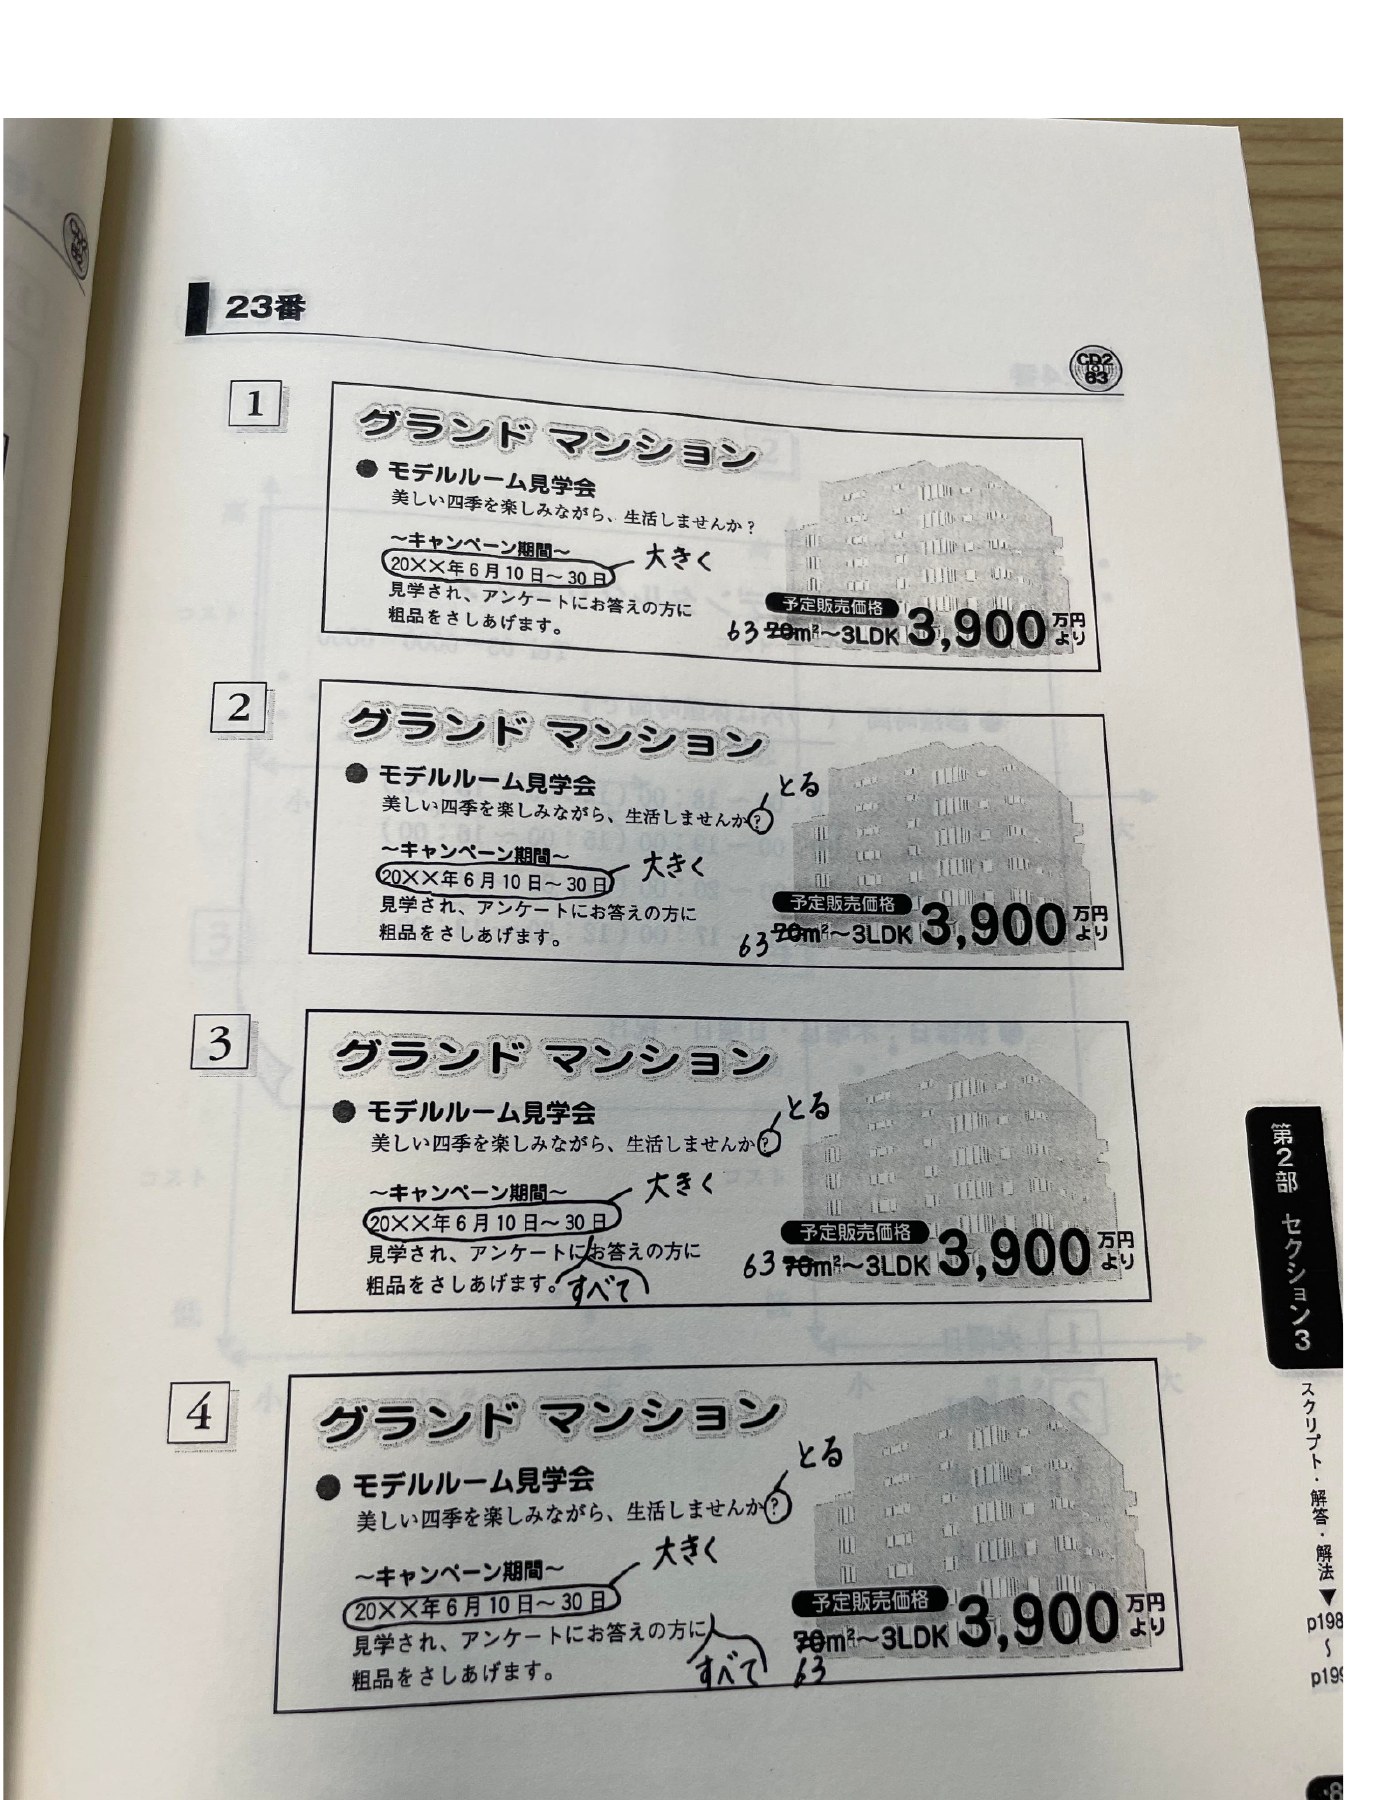 23番
CD2
63
1
グランド マンション
● モデルルーム見学会
美しい四季を楽しみながら、生活しませんか？
～キャンペーン期間～
20××年6月10日～30日
大きく
見学され、アンケートにお答えの方に
粗品をさしあげます。
予定販売価格
63 70m²～3LDK 3,900万円より
2
グランド マンション
● モデルルーム見学会
とる
美しい四季を楽しみながら、生活しませんか？
～キャンペーン期間～
20××年6月10日～30日
大きく
見学され、アンケートにお答えの方に
粗品をさしあげます。
予定販売価格
63 70m²～3LDK 3,900万円より
3
グランド マンション
● モデルルーム見学会
とる
美しい四季を楽しみながら、生活しませんか？
～キャンペーン期間～
20××年6月10日～30日
大きく
見学され、アンケートにお答えの方に
粗品をさしあげます。
すべて
予定販売価格
63 70m²～3LDK 3,900万円より
4
グランド マンション
● モデルルーム見学会
とる
美しい四季を楽しみながら、生活しませんか？
～キャンペーン期間～
20××年6月10日～30日
大きく
見学され、アンケートにお答えの方に
粗品をさしあげます。
すべて
予定販売価格
70m²～3LDK 3,900万円より
63
第2部 セクション3
スクリプト・解答・解法▼
p198
～
p199